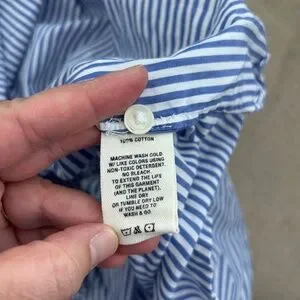 100% COTTON
MACHINE WASH COLD
W/ LIKE COLORS USING
NON-TOXIC DETERGENT.
NO BLEACH.
TO EXTEND THE LIFE
OF THIS GARMENT
(AND THE PLANET),
LINE DRY
OR TUMBLE DRY LOW
IF YOU NEED TO
WASH & GO.